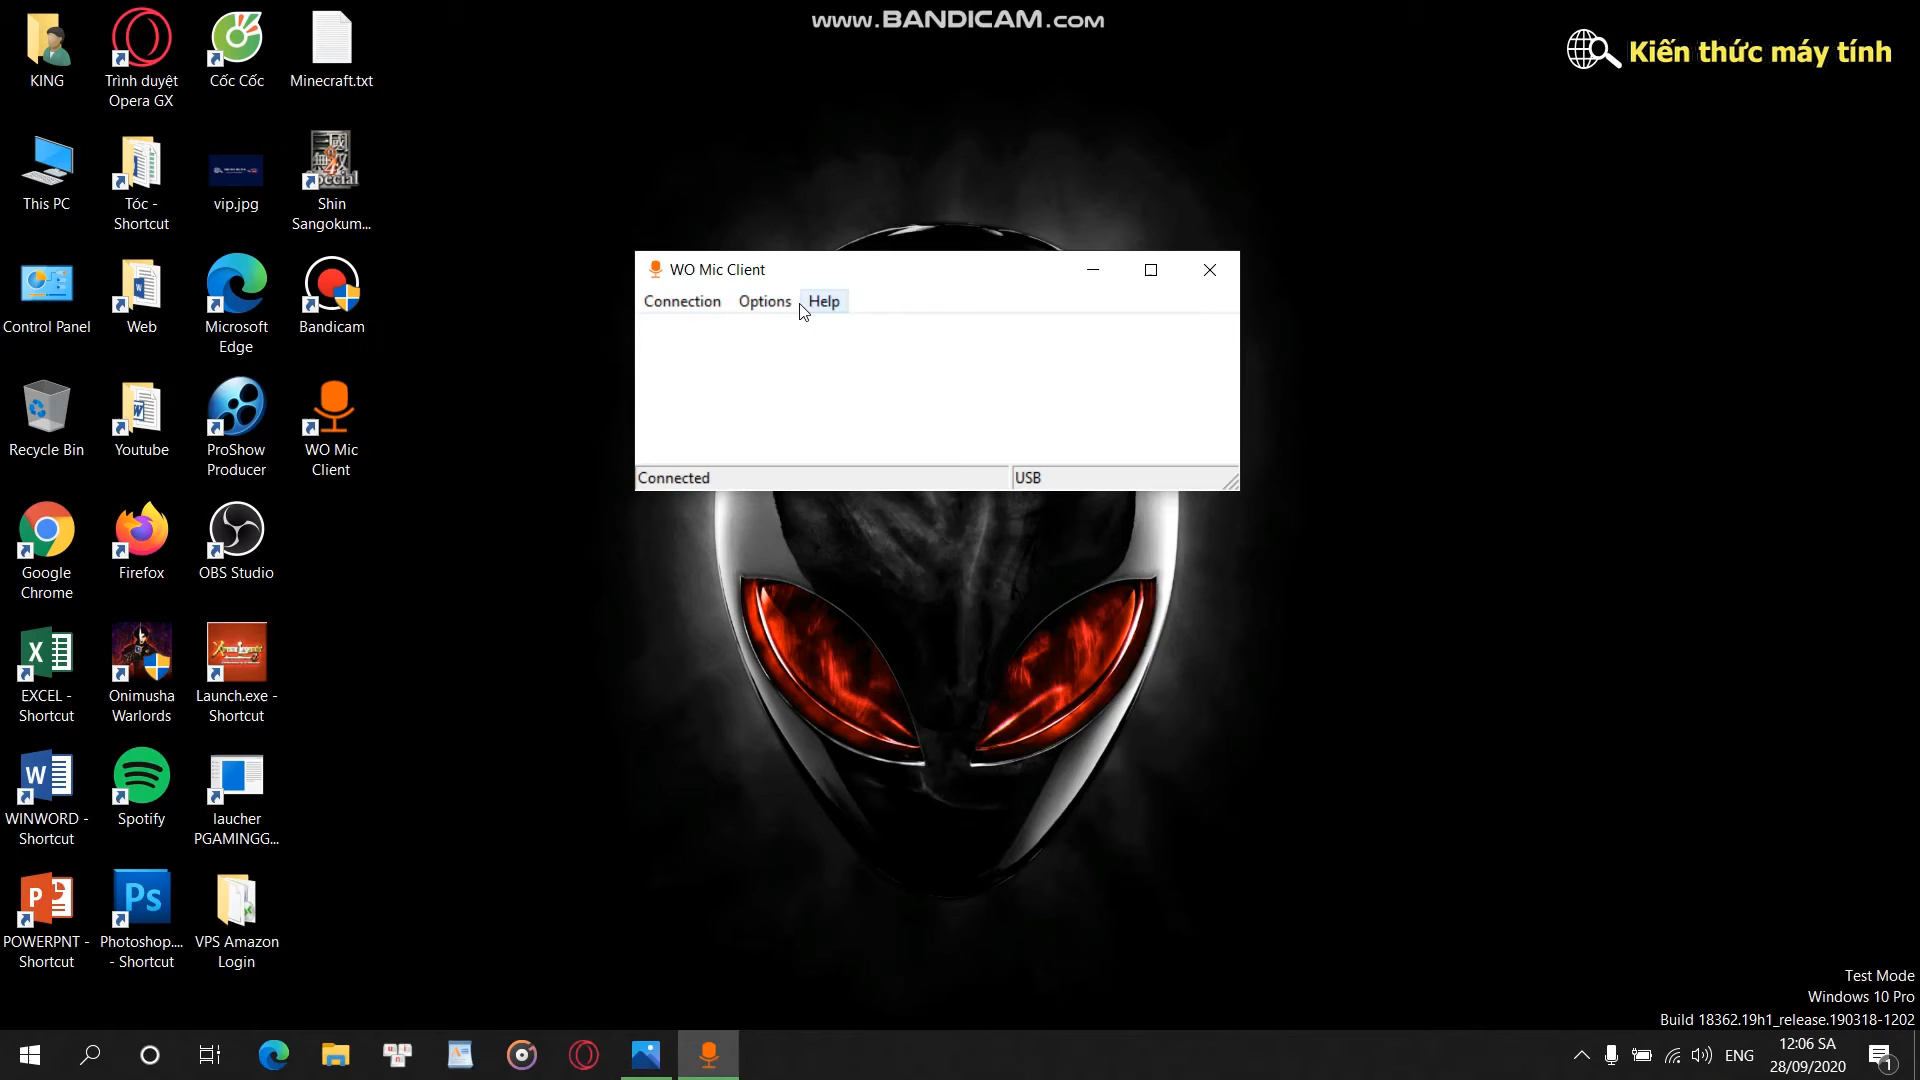 www.BANDICAM.com
Kiến thức máy tính
KING
Trình duyệt
Opera GX
Cốc Cốc
Minecraft.txt
This PC
Tóc -
Shortcut
vip.jpg
Shin
Sangokum...
Control Panel
Web
Microsoft
Edge
Bandicam
Recycle Bin
Youtube
ProShow
Producer
WO Mic
Client
Google
Chrome
Firefox
OBS Studio
EXCEL -
Shortcut
Onimusha
Warlords
Launch.exe -
Shortcut
WINWORD -
Shortcut
Spotify
laucher
PGAMINGG...
POWERPNT -
Shortcut
Photoshop....
- Shortcut
VPS Amazon
Login
WO Mic Client
Connection Options Help
Connected USB
Test Mode
Windows 10 Pro
Build 18362.19h1_release.190318-1202
ENG
12:06 SA
28/09/2020
1